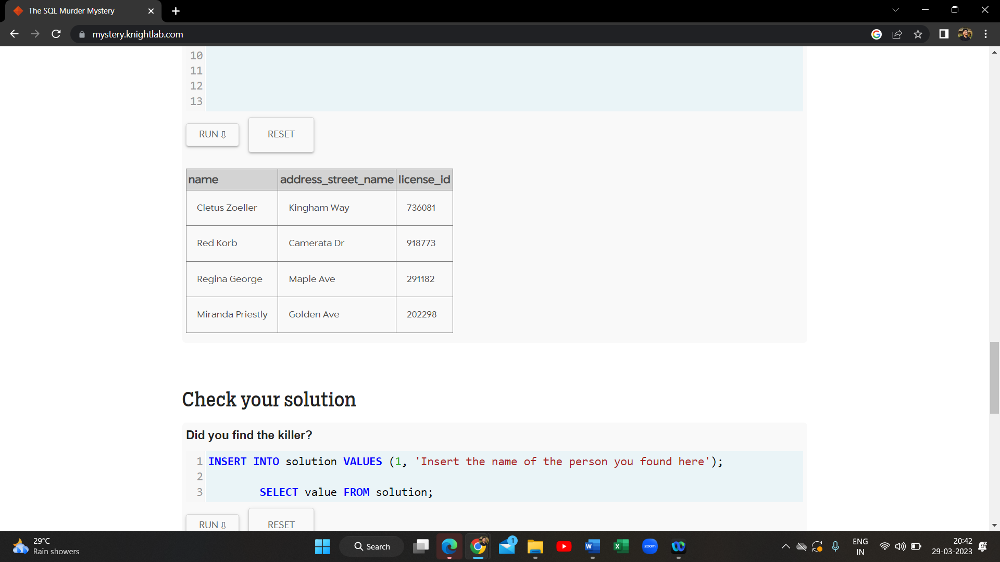 The SQL Murder Mystery
mystery.knightlab.com
10
11
12
13
RUN ⇩ RESET
name address_street_name license_id
Cletus Zoeller Kingham Way 736081
Red Korb Camerata Dr 918773
Regina George Maple Ave 291182
Miranda Priestly Golden Ave 202298
Check your solution
Did you find the killer?
1 INSERT INTO solution VALUES (1, 'Insert the name of the person you found here');
2
3 SELECT value FROM solution;
RUN ⇩ RESET
29°C
Rain showers
Search
1
W
X
zoom
ENG
IN
20:42
29-03-2023